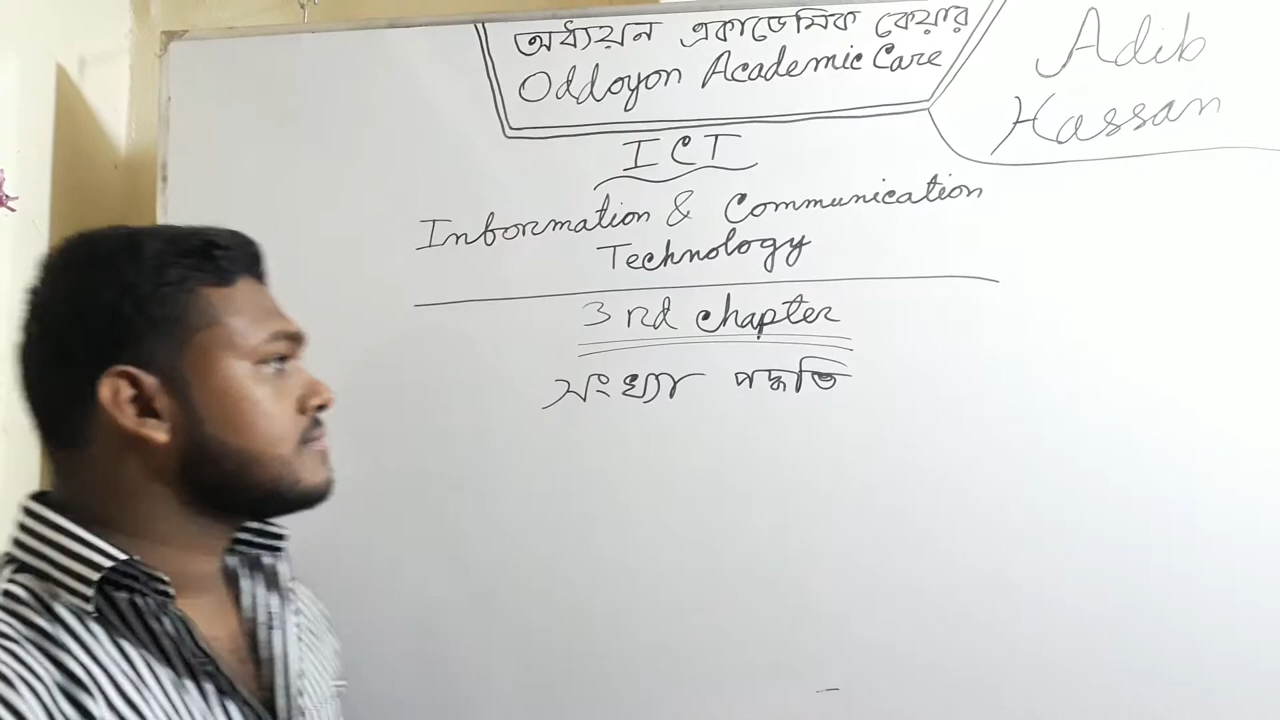 অধ্যয়ন একাডেমিক কেয়ার
Oddoyon Academic Care
Adib
Hassan
ICT
Information & Communication
Technology
3rd chapter
সংখ্যা পদ্ধতি